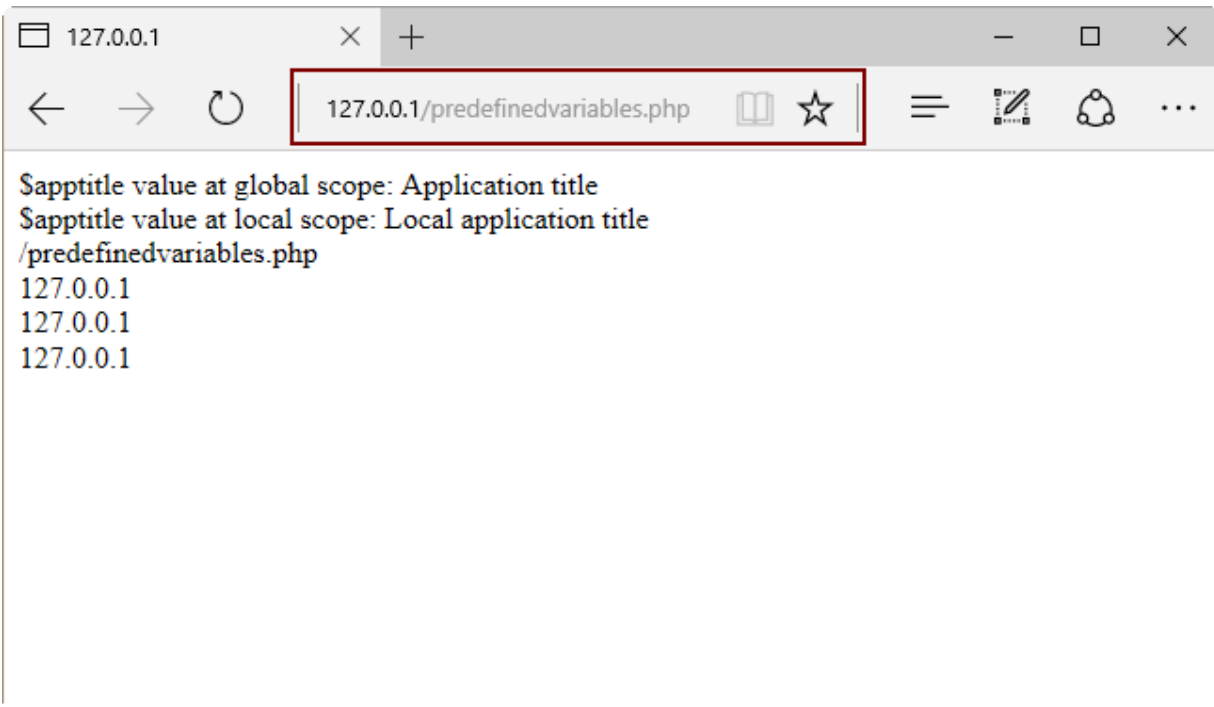 127.0.0.1
127.0.0.1/predefinedvariables.php
$apptitle value at global scope: Application title
$apptitle value at local scope: Local application title
/predefinedvariables.php
127.0.0.1
127.0.0.1
127.0.0.1